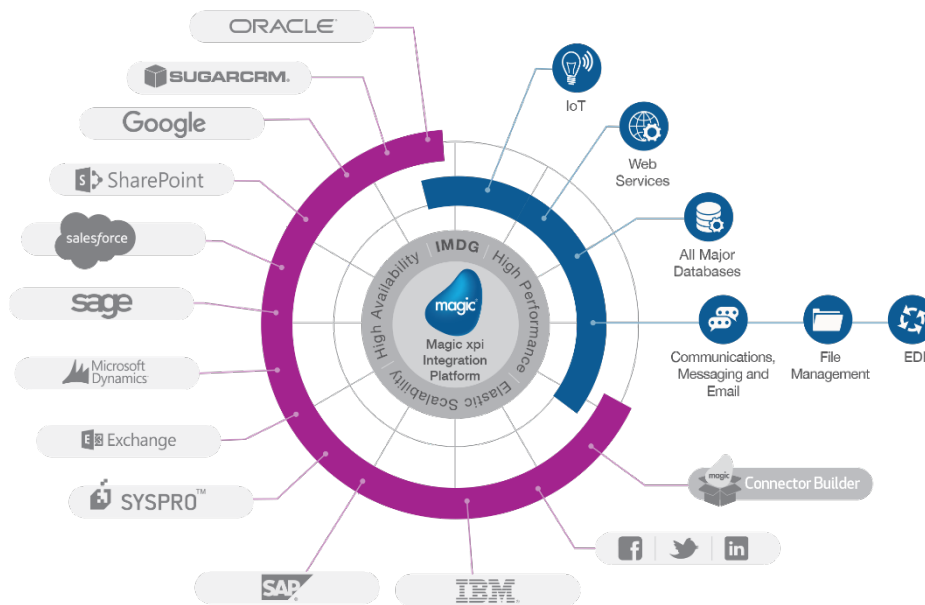 ORACLE
SUGARCRM®
Google
S SharePoint
salesforce
sage
Microsoft
Dynamics
E Exchange
SYSPRO™
SAP
IBM
f
in
magic
Connector Builder
IoT
Web
Services
All Major
Databases
Communications,
Messaging and
Email
File
Management
EDI
High Availability | IMDG | High Performance
Elastic Scalability
magic
Magic xpi
Integration
Platform